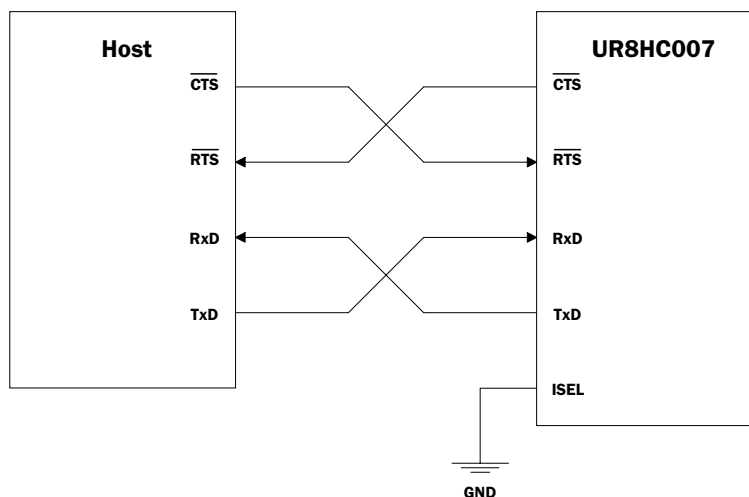 Host
CTS
RTS
RxD
TxD
UR8HC007
CTS
RTS
RxD
TxD
ISEL
GND